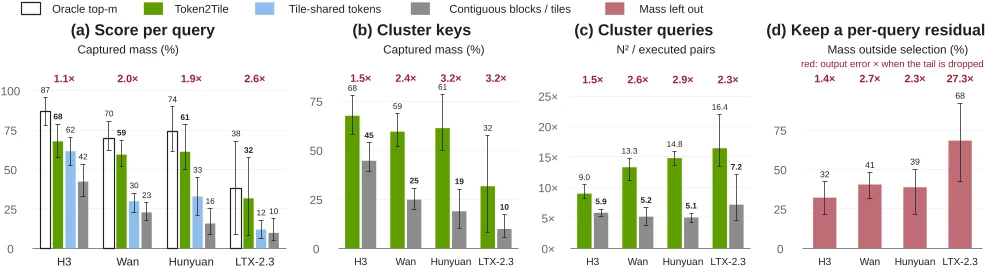 Oracle top-m Token2Tile Tile-shared tokens Contiguous blocks / tiles Mass left out
(a) Score per query
Captured mass (%)
1.1× 2.0× 1.9× 2.6×
100
75
50
25
0
87 68 62 42
70 59 30 23
74 61 33 16
38 32 12 10
H3 Wan Hunyuan LTX-2.3
(b) Cluster keys
Captured mass (%)
1.5× 2.4× 3.2× 3.2×
75
50
25
0
68 45
59 25
61 19
32 10
H3 Wan Hunyuan LTX-2.3
(c) Cluster queries
N² / executed pairs
1.5× 2.6× 2.9× 2.3×
25×
20×
15×
10×
5×
0×
9.0 5.9
13.3 5.2
14.8 5.1
16.4 7.2
H3 Wan Hunyuan LTX-2.3
(d) Keep a per-query residual
Mass outside selection (%)
red: output error × when the tail is dropped
1.4× 2.7× 2.3× 27.3×
75
50
25
0
32 41 39 68
H3 Wan Hunyuan LTX-2.3